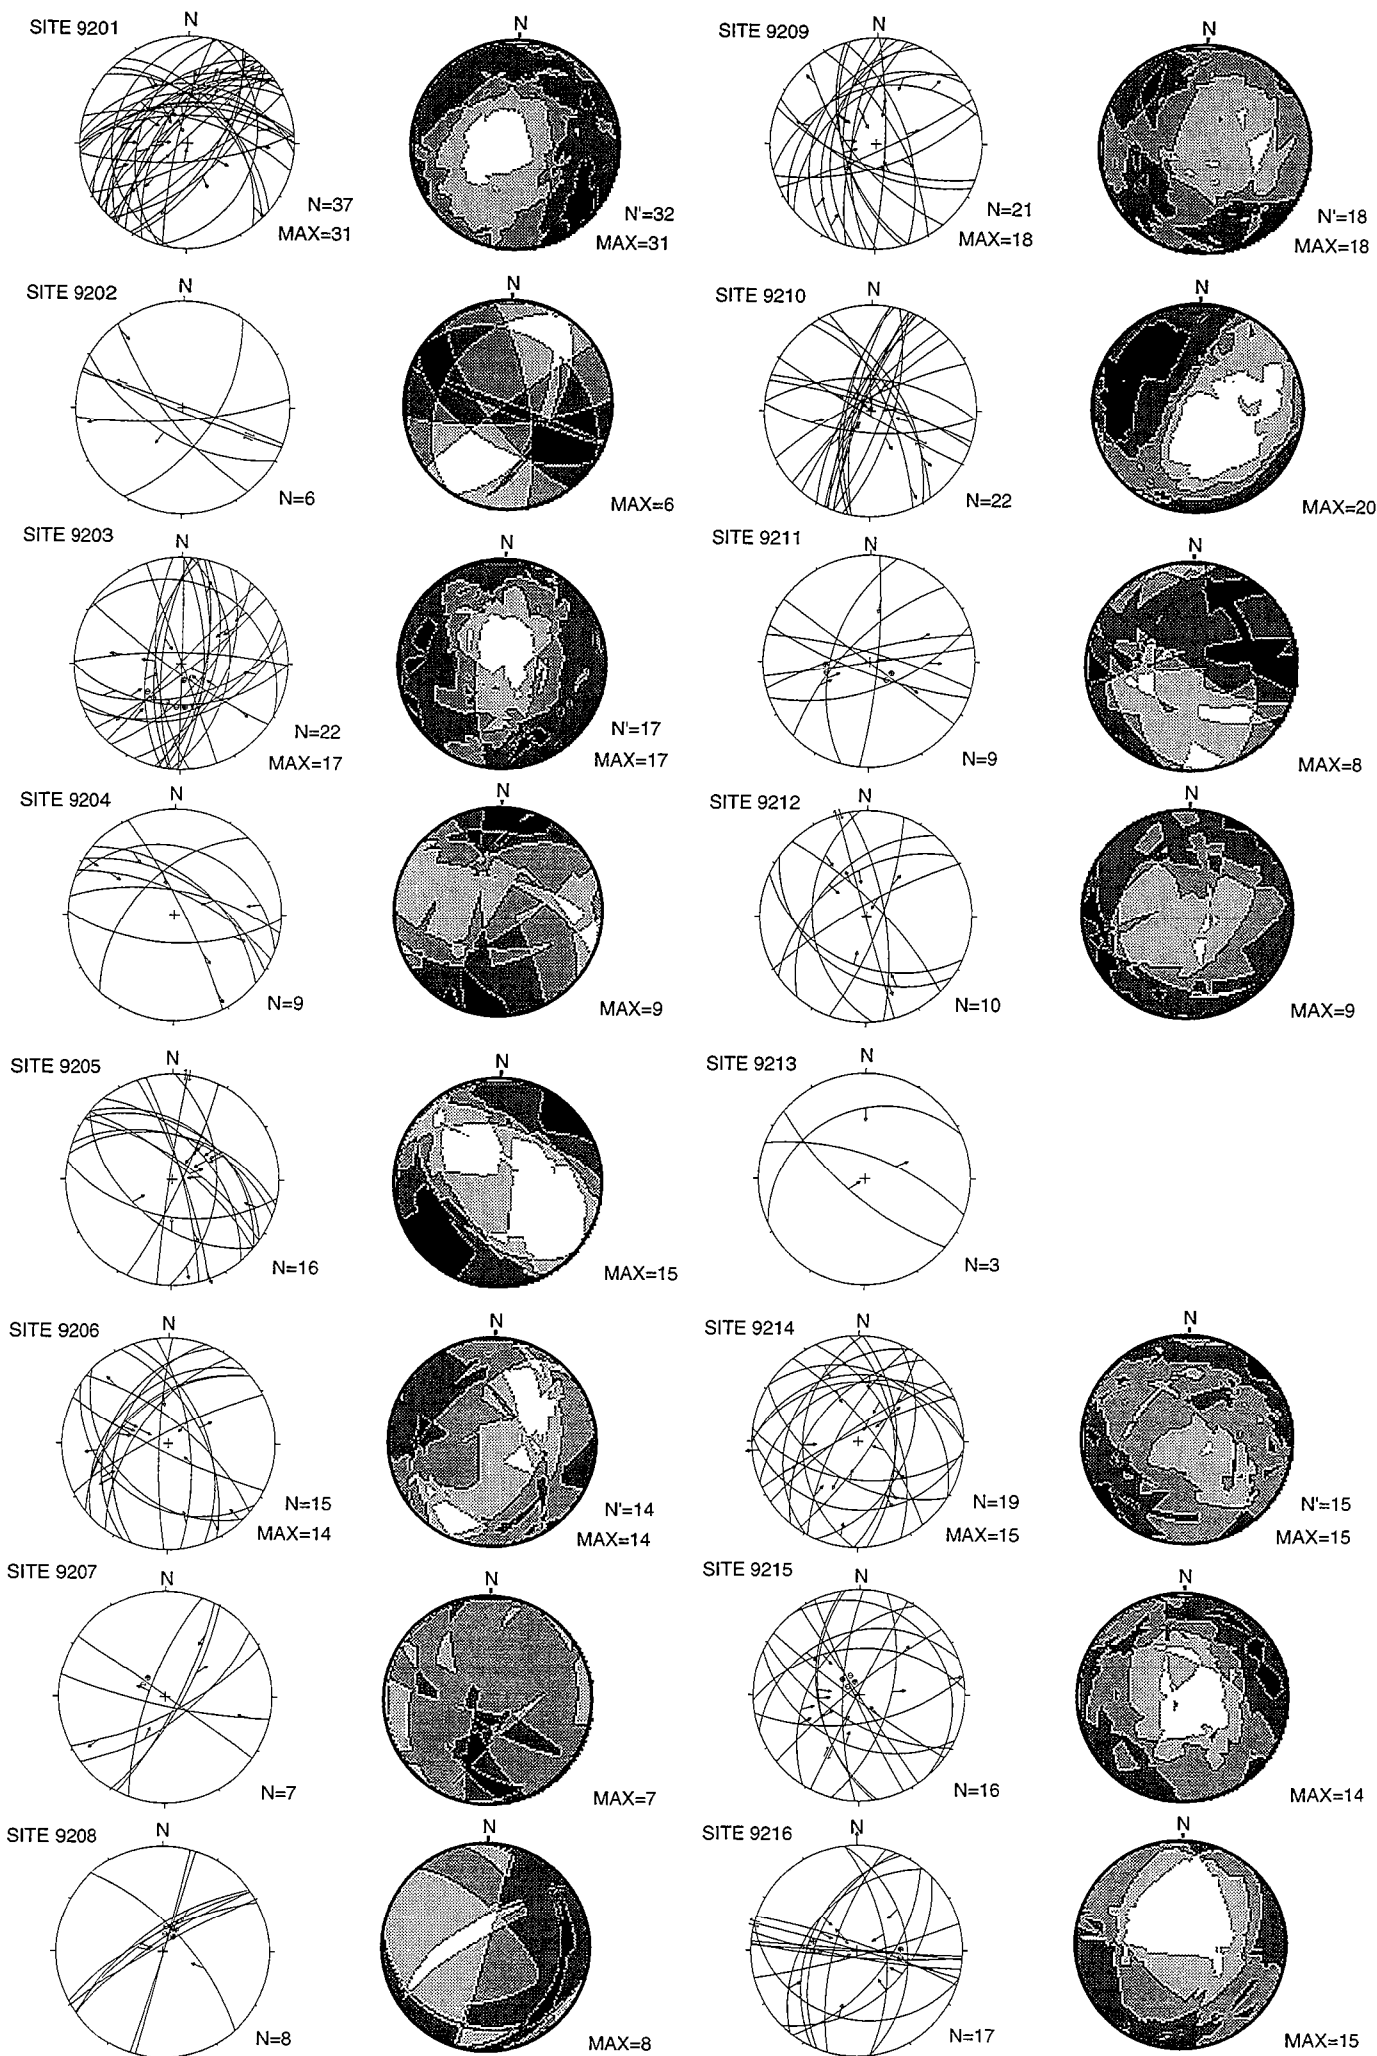 SITE 9201
N
N=37
MAX=31
N
N'=32
MAX=31
SITE 9209
N
N=21
MAX=18
N
N'=18
MAX=18
SITE 9202
N
N=6
N
MAX=6
SITE 9210
N
N=22
N
MAX=20
SITE 9203
N
N=22
MAX=17
N
N'=17
MAX=17
SITE 9211
N
N=9
N
MAX=8
SITE 9204
N
N=9
N
MAX=9
SITE 9212
N
N=10
N
MAX=9
SITE 9205
N
N=16
N
MAX=15
SITE 9213
N
N=3
SITE 9206
N
N=15
MAX=14
N
N'=14
MAX=14
SITE 9214
N
N=19
MAX=15
N
N'=15
MAX=15
SITE 9207
N
N=7
N
MAX=7
SITE 9215
N
N=16
N
MAX=14
SITE 9208
N
N=8
N
MAX=8
SITE 9216
N
N=17
N
MAX=15